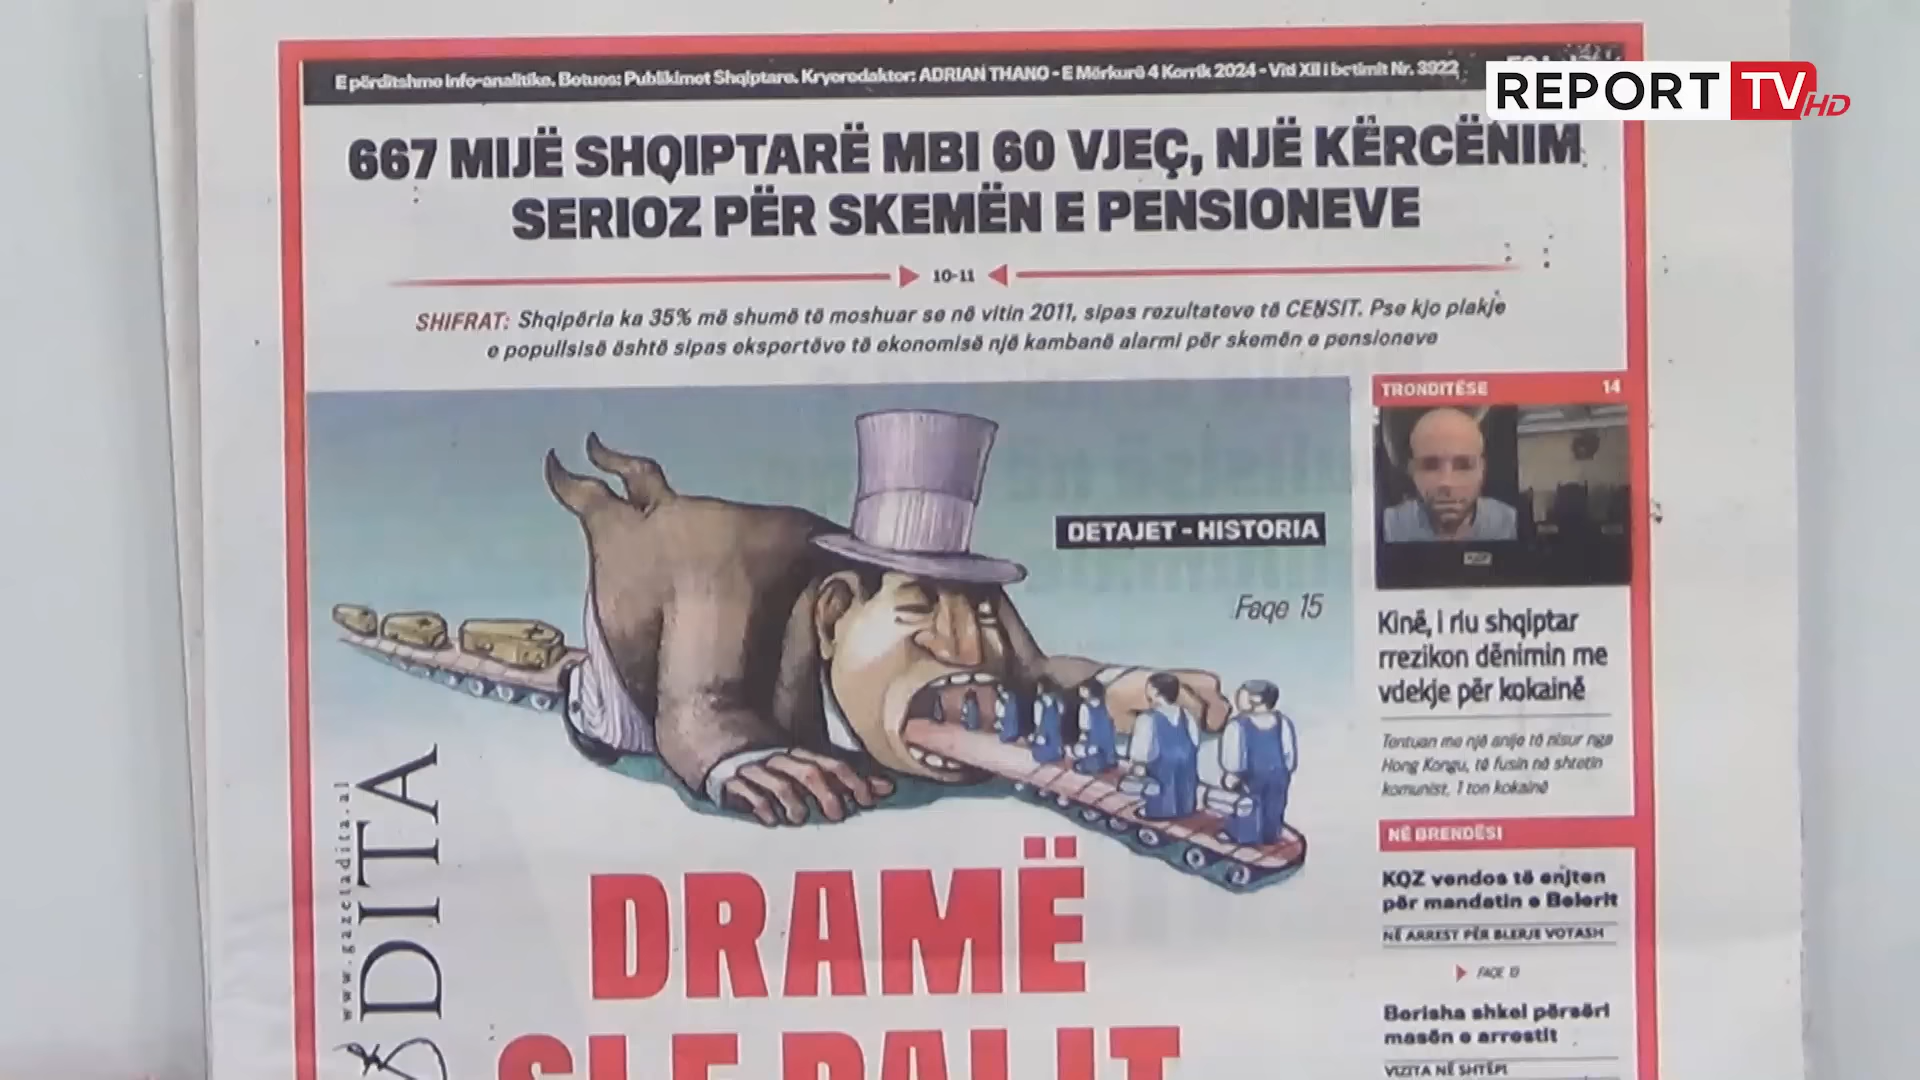 REPORT TV HD
E përditshme info-analitike. Botues: Publikimet Shqiptare. Kryeredaktor: ADRIAN THANO - E Mërkurë 4 Korrik 2024 - Viti XII i botimit Nr. 3922
667 MIJË SHQIPTARË MBI 60 VJEÇ, NJË KËRCËNIM
SERIOZ PËR SKEMËN E PENSIONEVE
10-11
SHIFRAT: Shqipëria ka 35% më shumë të moshuar se në vitin 2011, sipas rezultateve të CENSIT. Pse kjo plakje
e popullsisë është sipas ekspertëve të ekonomisë një kambanë alarmi për skemën e pensioneve
DETAJET - HISTORIA
Faqe 15
TRONDITËSE 14
Kinë, i riu shqiptar
rrezikon dënimin me
vdekje për kokainë
Tentuan me një anije të nisur nga
Hong Kongu, të fusin në shtetin
komunist, 1 ton kokainë
NË BRENDËSI
KQZ vendos të enjten
për mandatin e Belerit
NË ARREST PËR BLERJE VOTASH
FAQE 13
Berisha shkel përsëri
masën e arrestit
VIZITA NË SHTËPI
www.gazetadita.al
DITA
DRAMË